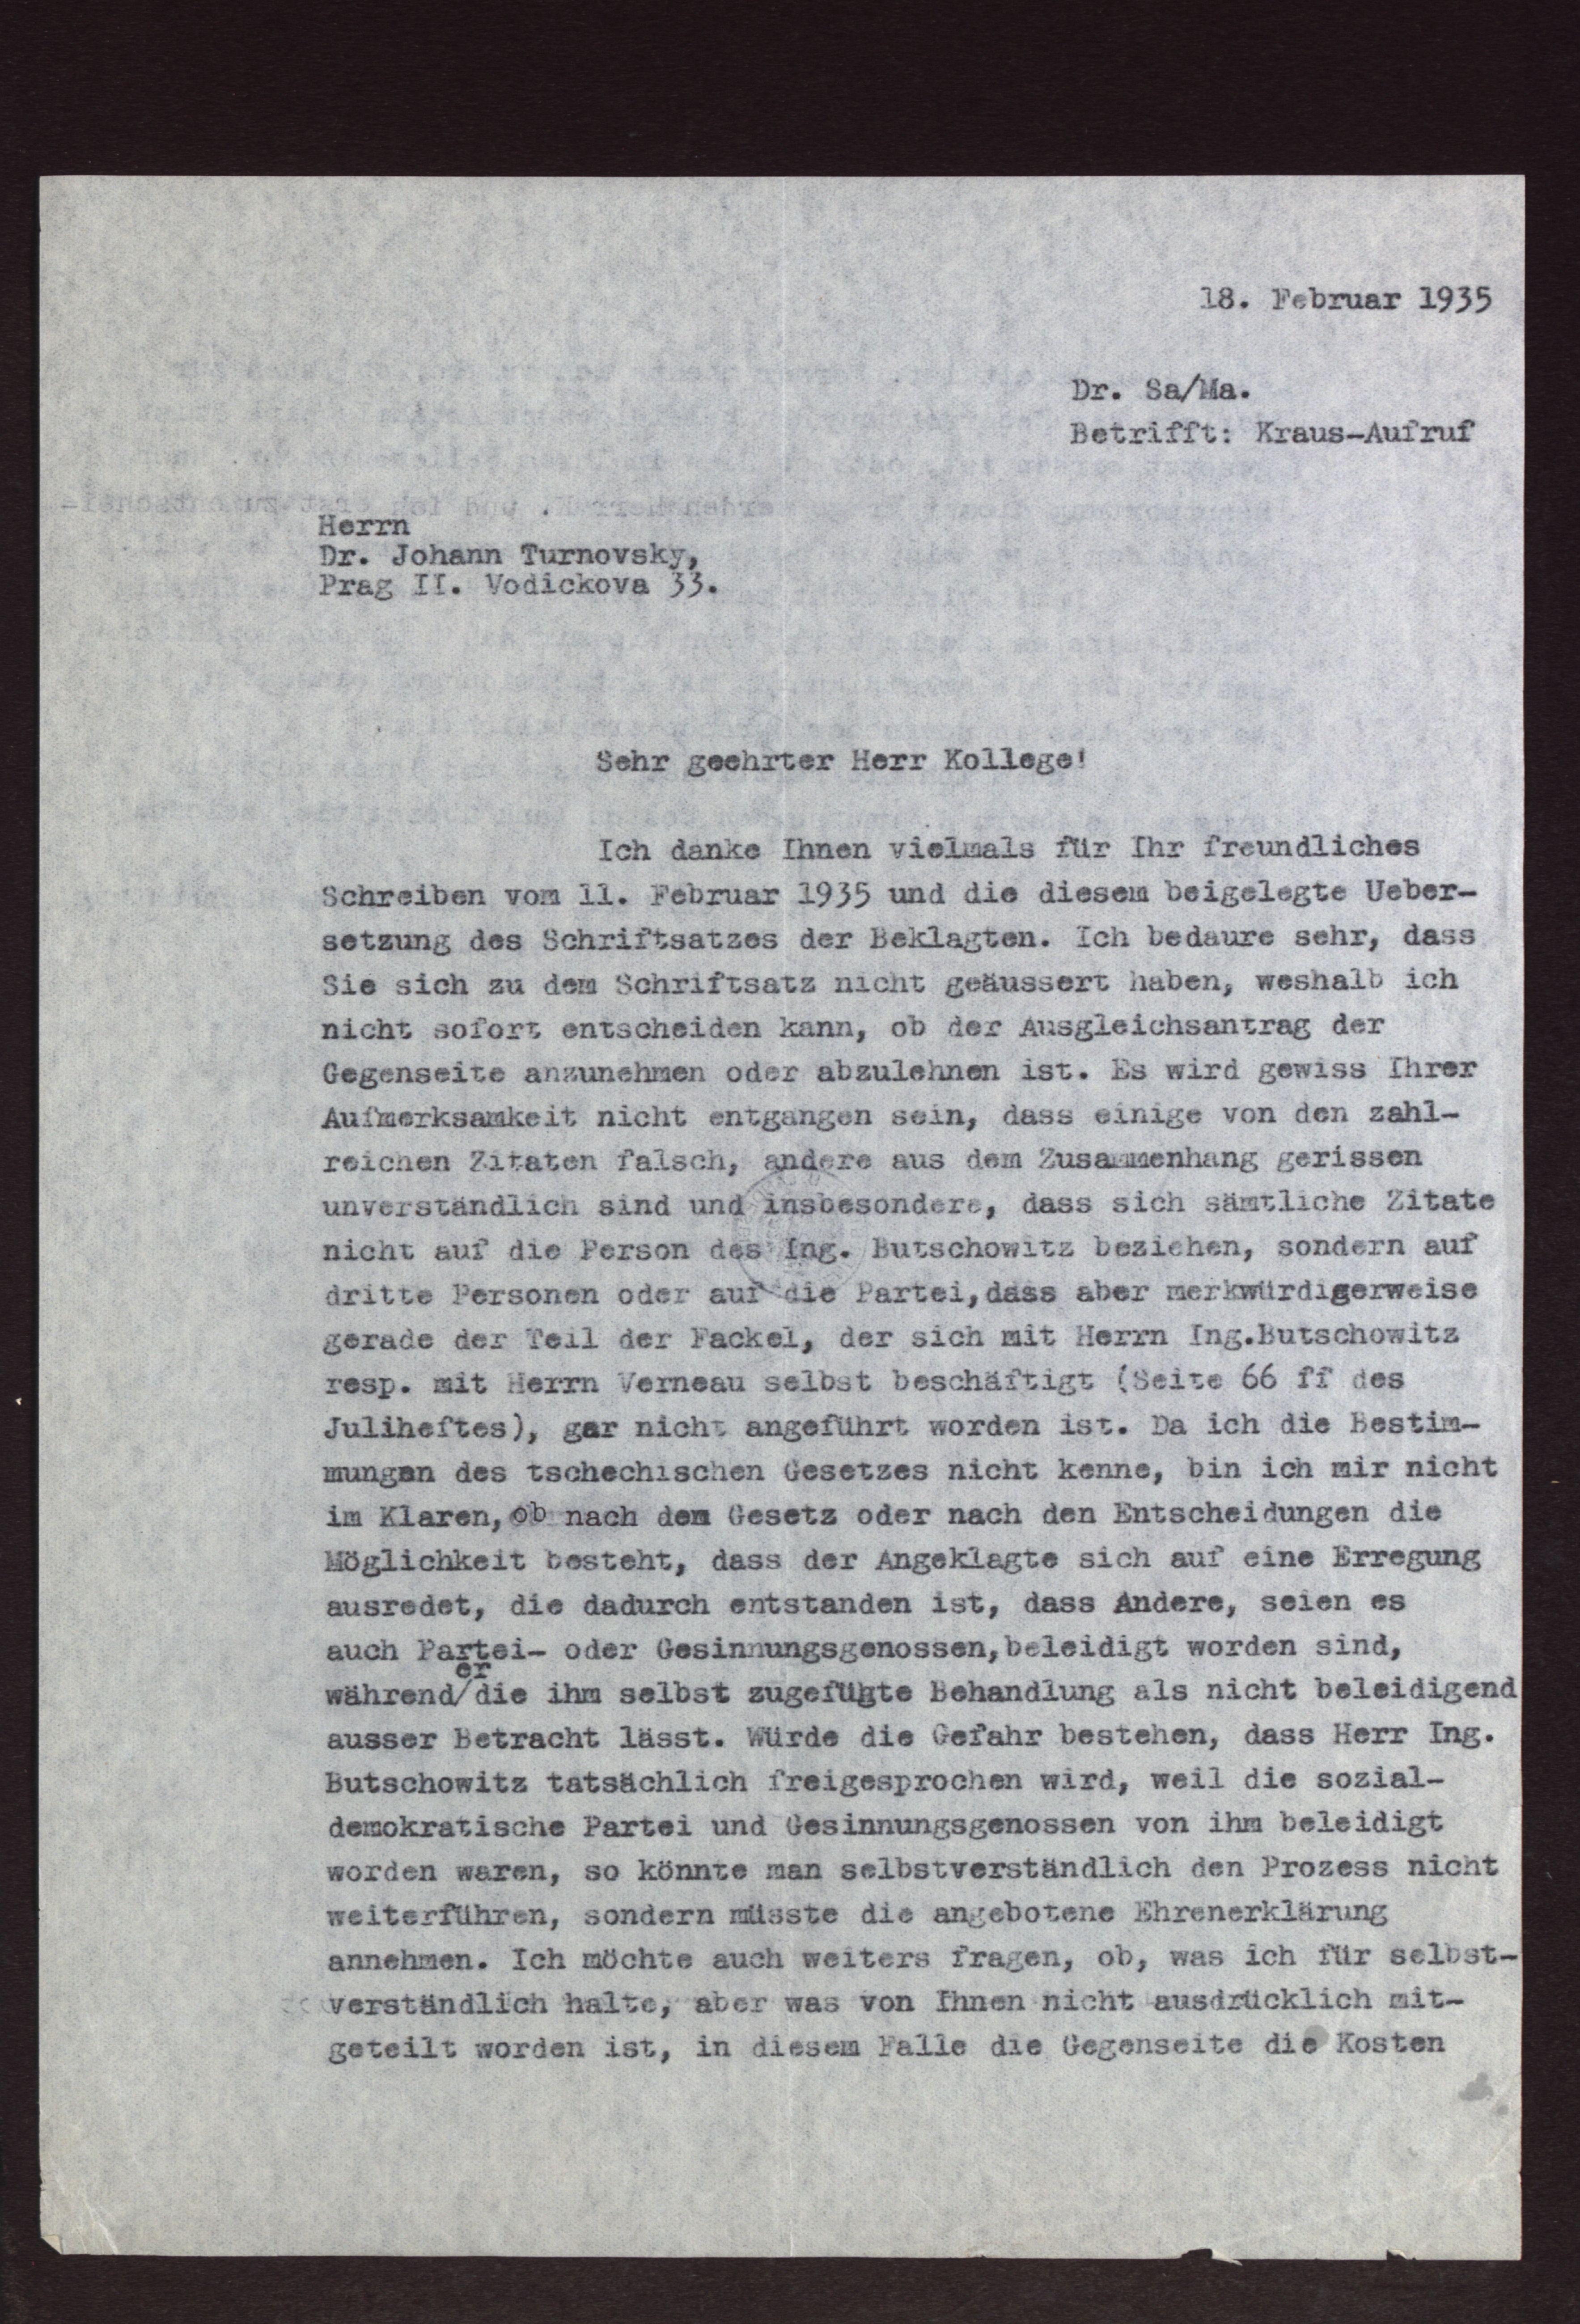 18. Februar 1935
Dr. Sa/Ma.
Betrifft: Kraus-Aufruf
Herrn
Dr. Johann Turnovsky,
Prag II. Vodickova 33.
Sehr geehrter Herr Kollege!
Ich danke Ihnen vielmals für Ihr freundliches
Schreiben vom 11. Februar 1935 und die diesem beigelegte Ueber-
setzung des Schriftsatzes der Beklagten. Ich bedaure sehr, dass
Sie sich zu dem Schriftsatz nicht geäussert haben, weshalb ich
nicht sofort entscheiden kann, ob der Ausgleichsantrag der
Gegenseite anzunehmen oder abzulehnen ist. Es wird gewiss Ihrer
Aufmerksamkeit nicht entgangen sein, dass einige von den zahl-
reichen Zitaten falsch, andere aus dem Zusammenhang gerissen
unverständlich sind und insbesondere, dass sich sämtliche Zitate
nicht auf die Person des Ing. Butschowitz beziehen, sondern auf
dritte Personen oder auf die Partei, dass aber merkwürdigerweise
gerade der Teil der Fackel, der sich mit Herrn Ing.Butschowitz
resp. mit Herrn Verneau selbst beschäftigt (Seite 66 ff des
Juliheftes), gar nicht angeführt worden ist. Da ich die Bestim-
mungen des tschechischen Gesetzes nicht kenne, bin ich mir nicht
im Klaren, ob nach dem Gesetz oder nach den Entscheidungen die
Möglichkeit besteht, dass der Angeklagte sich auf eine Erregung
ausredet, die dadurch entstanden ist, dass Andere, seien es
auch Partei- oder Gesinnungsgenossen, beleidigt worden sind,
während/er die ihm selbst zugefügte Behandlung als nicht beleidigend
ausser Betracht lässt. Würde die Gefahr bestehen, dass Herr Ing.
Butschowitz tatsächlich freigesprochen wird, weil die sozial-
demokratische Partei und Gesinnungsgenossen von ihm beleidigt
worden waren, so könnte man selbstverständlich den Prozess nicht
weiterführen, sondern müsste die angebotene Ehrenerklärung
annehmen. Ich möchte auch weiters fragen, ob, was ich für selbst-
verständlich halte, aber was von Ihnen nicht ausdrücklich mit-
geteilt worden ist, in diesem Falle die Gegenseite die Kosten